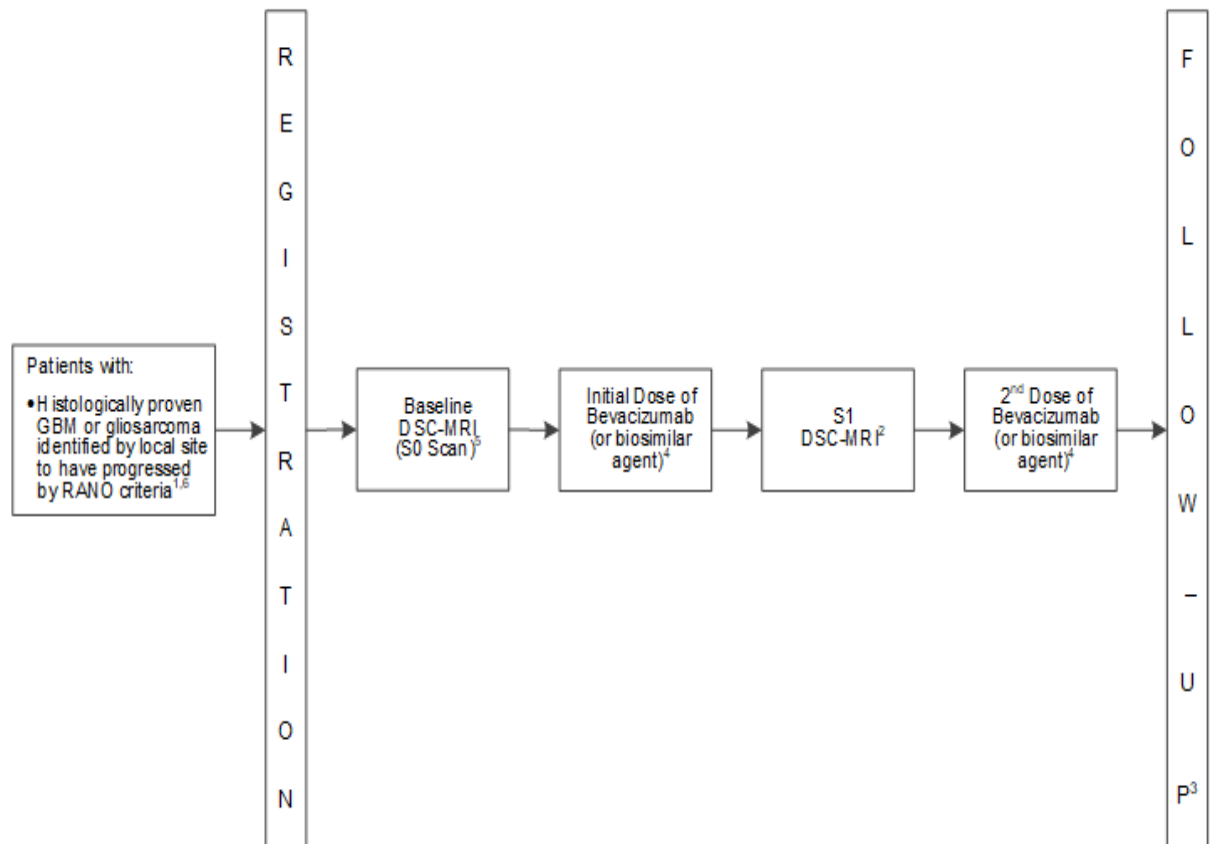 Patients with:
•Histologically proven
GBM or gliosarcoma
identified by local site
to have progressed
by RANO criteria1,6
R
E
G
I
S
T
R
A
T
I
O
N
Baseline
DSC-MRI
(S0 Scan)5
Initial Dose of
Bevacizumab
(or biosimilar
agent)4
S1
DSC-MRI2
2nd Dose of
Bevacizumab
(or biosimilar
agent)4
F
O
L
L
O
W
–
U
P3